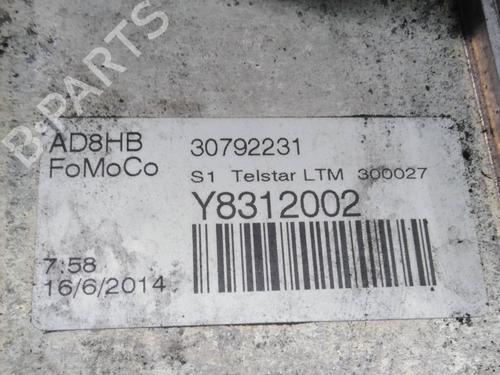 B-PARTS
AD8HB 30792231
FoMoCo S1 Telstar LTM 300027
Y8312002
7:58
16/6/2014